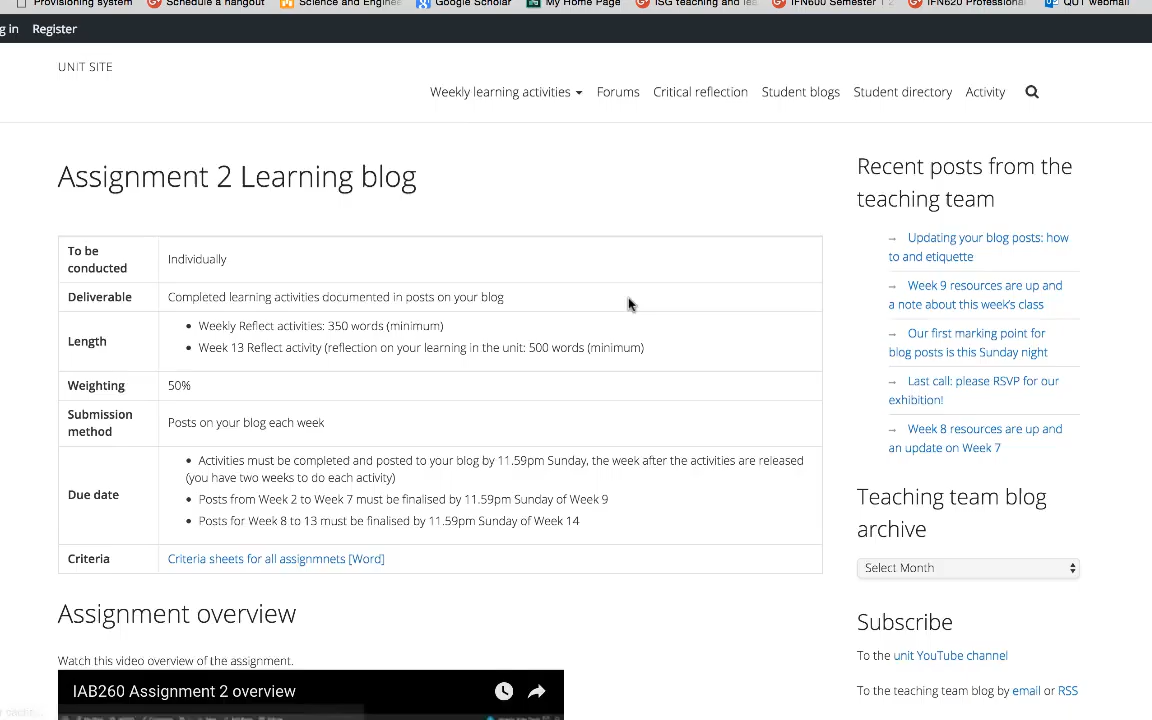 Provisioning system Schedule a hangout Science and Engine Google Scholar My Home Page ISG teaching and lea IFN600 Semester 1 2 IFN620 Professiona QUT webmail
g in Register
UNIT SITE
Weekly learning activities Forums Critical reflection Student blogs Student directory Activity
Assignment 2 Learning blog
To be
conducted
Individually
Deliverable
Completed learning activities documented in posts on your blog
Length
• Weekly Reflect activities: 350 words (minimum)
• Week 13 Reflect activity (reflection on your learning in the unit: 500 words (minimum)
Weighting
50%
Submission
method
Posts on your blog each week
Due date
• Activities must be completed and posted to your blog by 11.59pm Sunday, the week after the activities are released
(you have two weeks to do each activity)
• Posts from Week 2 to Week 7 must be finalised by 11.59pm Sunday of Week 9
• Posts for Week 8 to 13 must be finalised by 11.59pm Sunday of Week 14
Criteria
Criteria sheets for all assignmnets [Word]
Assignment overview
Watch this video overview of the assignment.
IAB260 Assignment 2 overview
Recent posts from the
teaching team
→ Updating your blog posts: how
to and etiquette
→ Week 9 resources are up and
a note about this week's class
→ Our first marking point for
blog posts is this Sunday night
→ Last call: please RSVP for our
exhibition!
→ Week 8 resources are up and
an update on Week 7
Teaching team blog
archive
Select Month
Subscribe
To the unit YouTube channel
To the teaching team blog by email or RSS